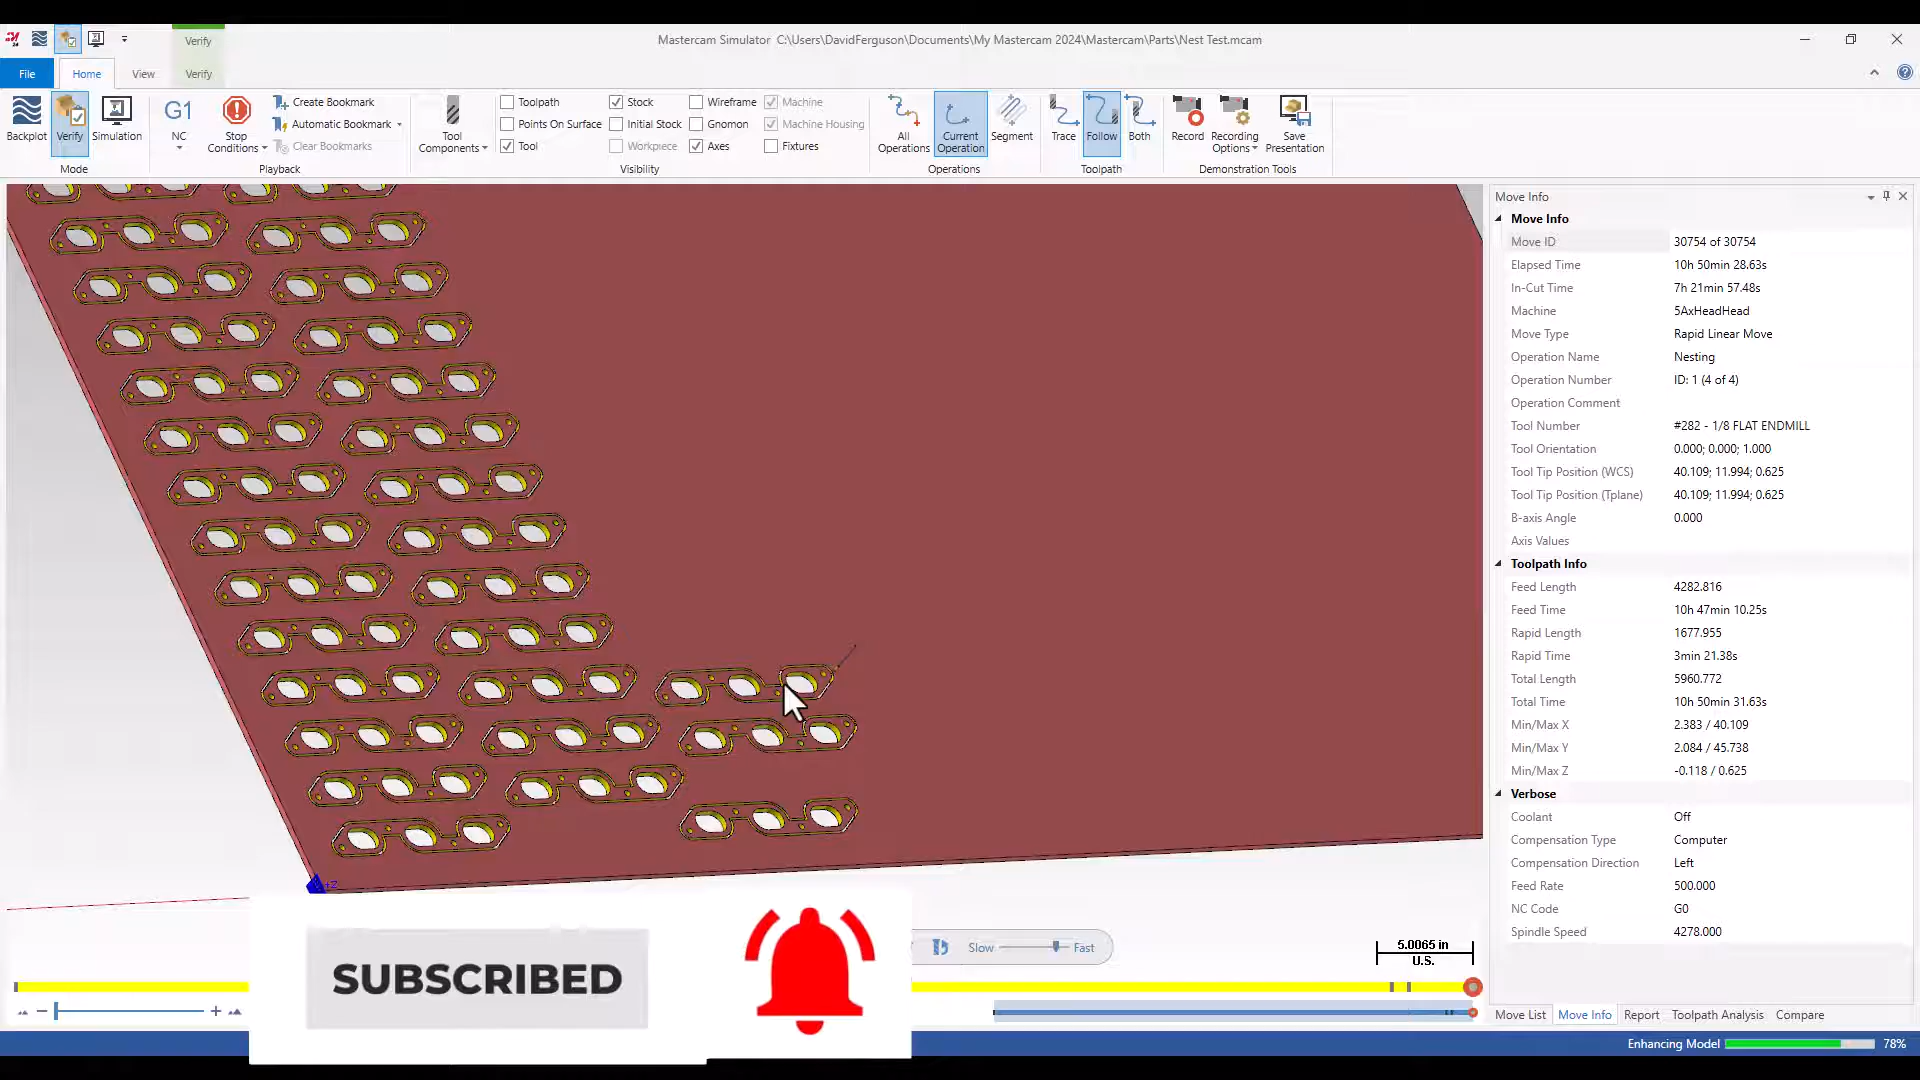 Verify
Mastercam Simulator C:\Users\DavidFerguson\Documents\My Mastercam 2024\Mastercam\Parts\Nest Test.mcam
File Home View Verify
Backplot Verify Simulation
Mode
G1
NC
Stop Conditions
Create Bookmark
Automatic Bookmark
Clear Bookmarks
Playback
Tool Components
Toolpath Stock Wireframe Machine
Points On Surface Initial Stock Gnomon Machine Housing
Tool Workpiece Axes Fixtures
Visibility
All Operations
Current Operation
Segment
Operations
Trace Follow Both
Toolpath
Record
Recording Options
Save Presentation
Demonstration Tools
Move Info
Move Info
Move ID 30754 of 30754
Elapsed Time 10h 50min 28.63s
In-Cut Time 7h 21min 57.48s
Machine 5AxHeadHead
Move Type Rapid Linear Move
Operation Name Nesting
Operation Number ID: 1 (4 of 4)
Operation Comment
Tool Number #282 - 1/8 FLAT ENDMILL
Tool Orientation 0.000; 0.000; 1.000
Tool Tip Position (WCS) 40.109; 11.994; 0.625
Tool Tip Position (Tplane) 40.109; 11.994; 0.625
B-axis Angle 0.000
Axis Values
Toolpath Info
Feed Length 4282.816
Feed Time 10h 47min 10.25s
Rapid Length 1677.955
Rapid Time 3min 21.38s
Total Length 5960.772
Total Time 10h 50min 31.63s
Min/Max X 2.383 / 40.109
Min/Max Y 2.084 / 45.738
Min/Max Z -0.118 / 0.625
Verbose
Coolant Off
Compensation Type Computer
Compensation Direction Left
Feed Rate 500.000
NC Code G0
Spindle Speed 4278.000
+Z
SUBSCRIBED
Slow Fast
5.0065 in
U.S.
Move List Move Info Report Toolpath Analysis Compare
Enhancing Model 78%